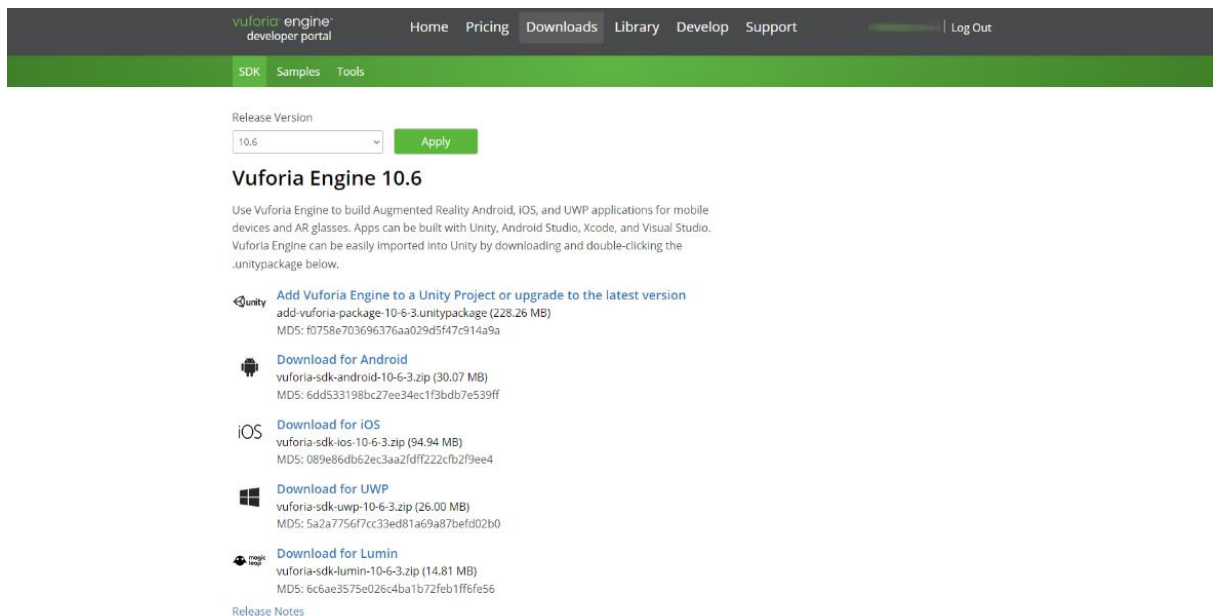 vuforia engine™
developer portal
Home Pricing Downloads Library Develop Support
| Log Out
SDK Samples Tools
Release Version
10.6
Apply
Vuforia Engine 10.6
Use Vuforia Engine to build Augmented Reality Android, iOS, and UWP applications for mobile
devices and AR glasses. Apps can be built with Unity, Android Studio, Xcode, and Visual Studio.
Vuforia Engine can be easily imported into Unity by downloading and double-clicking the
.unitypackage below.
unity
Add Vuforia Engine to a Unity Project or upgrade to the latest version
add-vuforia-package-10-6-3.unitypackage (228.26 MB)
MD5: f0758e703696376aa029d5f47c914a9a
Download for Android
vuforia-sdk-android-10-6-3.zip (30.07 MB)
MD5: 6dd533198bc27ee34ec1f3bdb7e539ff
iOS
Download for iOS
vuforia-sdk-ios-10-6-3.zip (94.94 MB)
MD5: 089e86db62ec3aa2fdff222cfb2f9ee4
Download for UWP
vuforia-sdk-uwp-10-6-3.zip (26.00 MB)
MD5: 5a2a7756f7cc33ed81a69a87befd02b0
magic
leap
Download for Lumin
vuforia-sdk-lumin-10-6-3.zip (14.81 MB)
MD5: 6c6ae3575e026c4ba1b72feb1ff6fe56
Release Notes